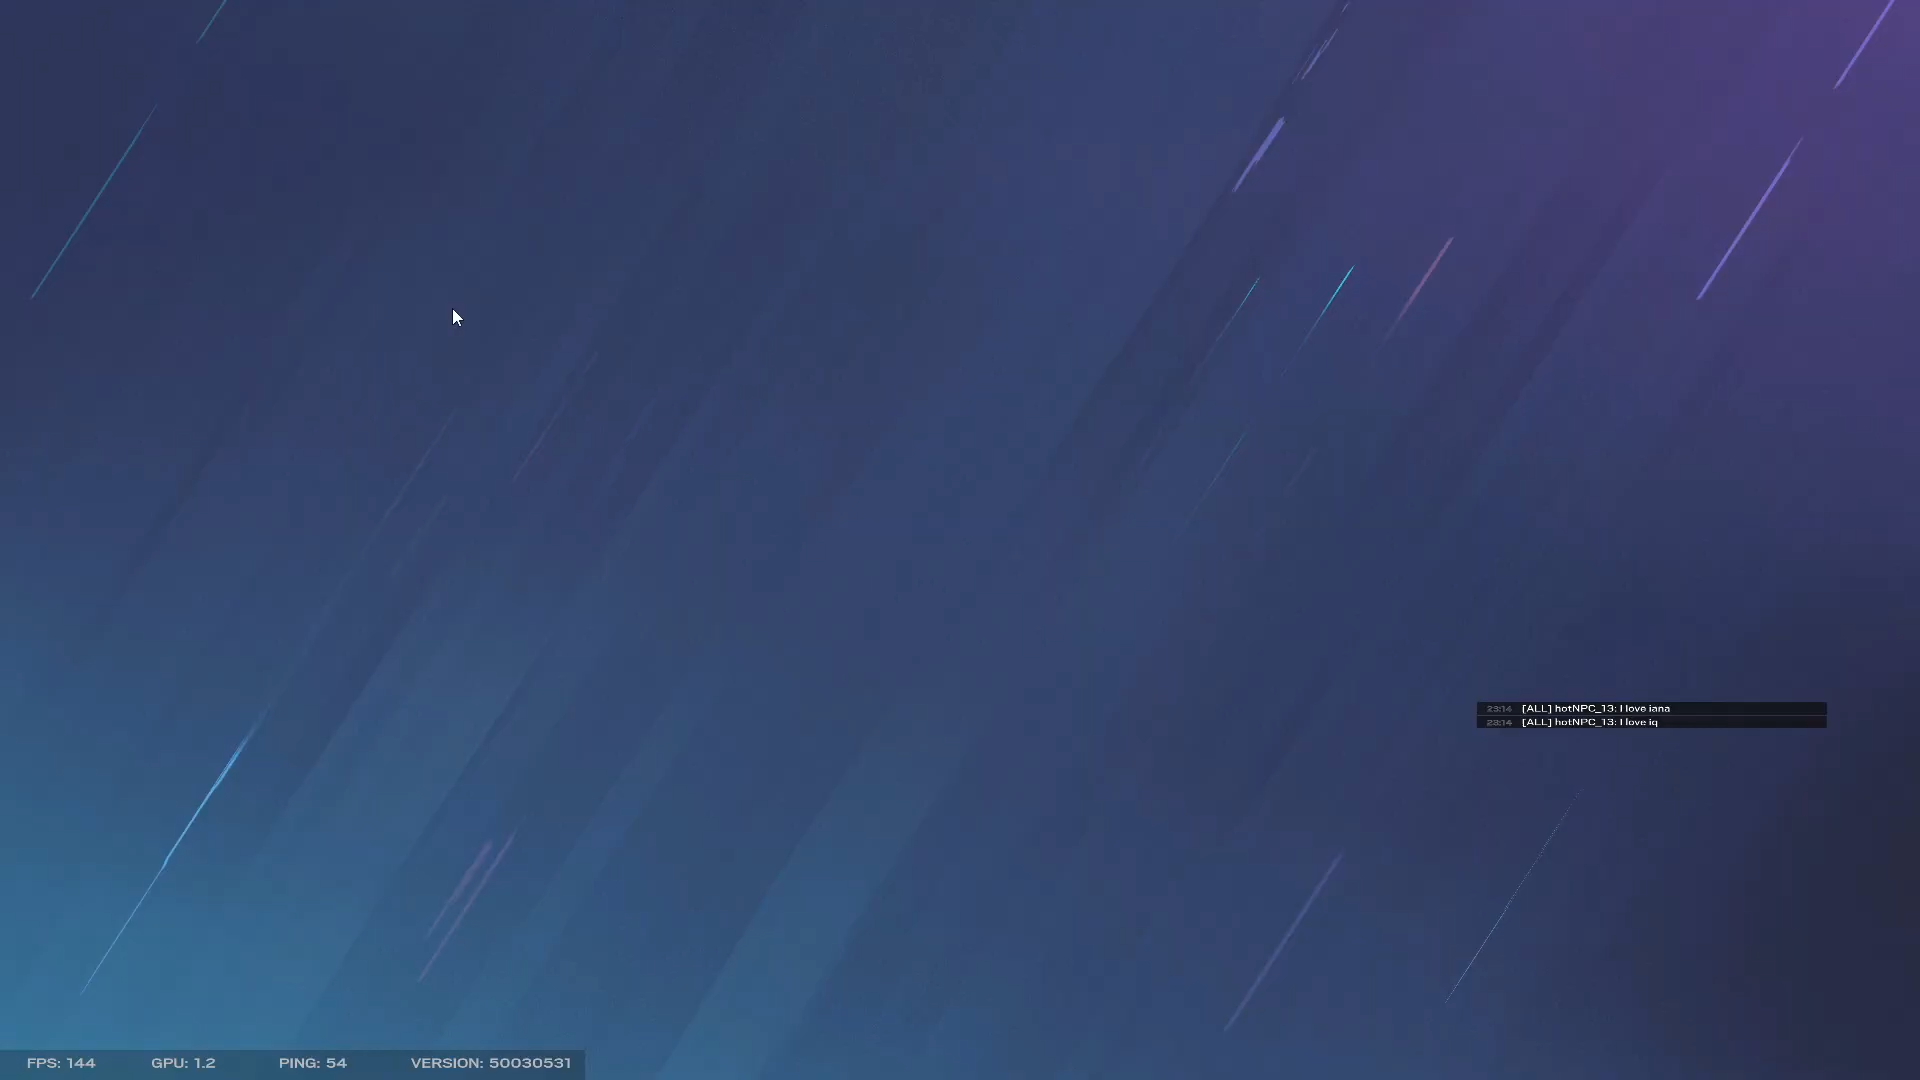 23:14 [ALL] hotNPC_13: I love iana
23:14 [ALL] hotNPC_13: I love iq
FPS: 144 GPU: 1.2 PING: 54 VERSION: 50030531